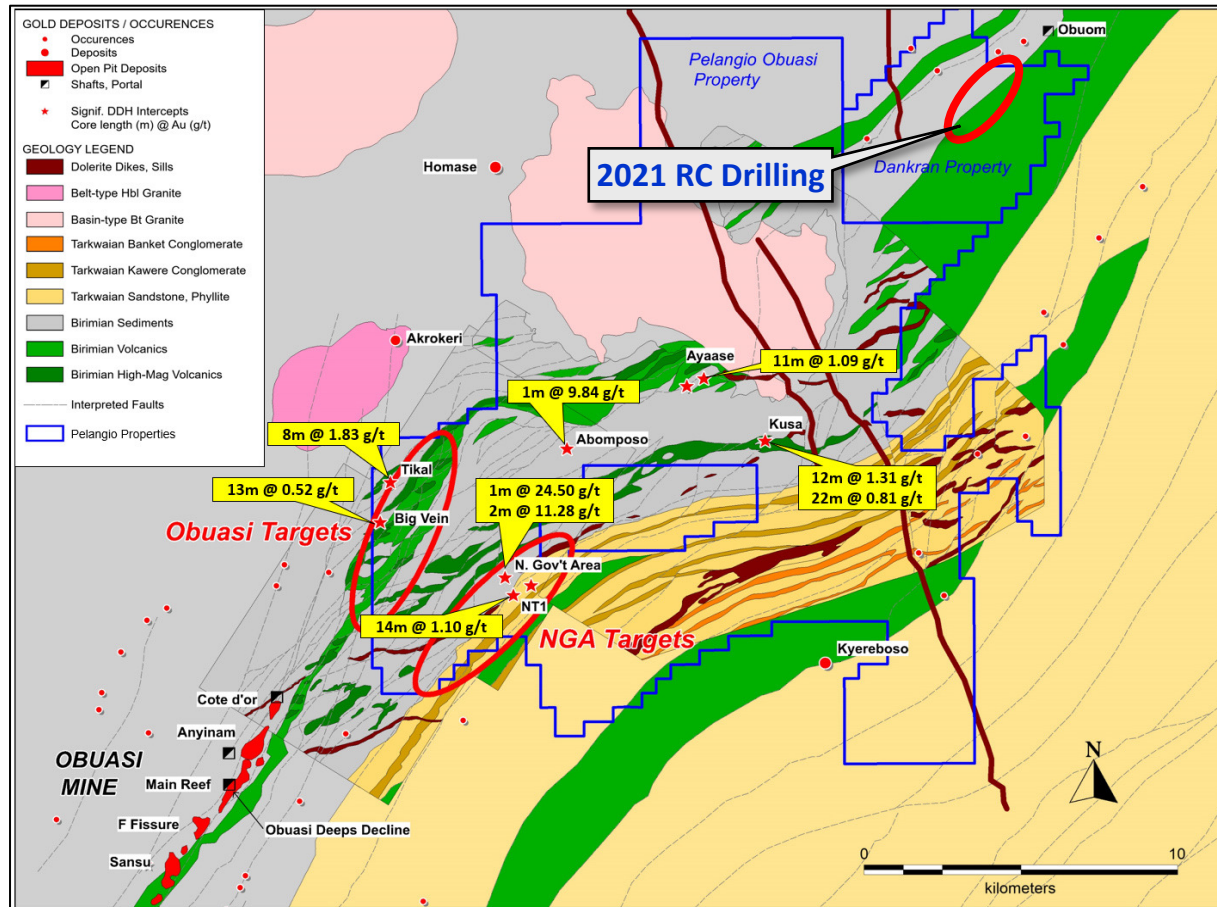 GOLD DEPOSITS / OCCURENCES
Occurences
Deposits
Open Pit Deposits
Shafts, Portal
Signif. DDH Intercepts
Core length (m) @ Au (g/t)
GEOLOGY LEGEND
Dolerite Dikes, Sills
Belt-type Hbl Granite
Basin-type Bt Granite
Tarkwaian Banket Conglomerate
Tarkwaian Kawere Conglomerate
Tarkwaian Sandstone, Phyllite
Birimian Sediments
Birimian Volcanics
Birimian High-Mag Volcanics
Interpreted Faults
Pelangio Properties
Obuom
Pelangio Obuasi
Property
Homase
2021 RC Drilling
Dankran Property
Akrokeri
Ayaase
11m @ 1.09 g/t
1m @ 9.84 g/t
Abomposo
Kusa
8m @ 1.83 g/t
Tikal
13m @ 0.52 g/t
Big Vein
Obuasi Targets
12m @ 1.31 g/t
22m @ 0.81 g/t
1m @ 24.50 g/t
2m @ 11.28 g/t
N. Gov't Area
NT1
14m @ 1.10 g/t
NGA Targets
Kyereboso
Cote d'or
Anyinam
OBUASI
MINE
Main Reef
Obuasi Deeps Decline
F Fissure
Sansu
N
0
10
kilometers